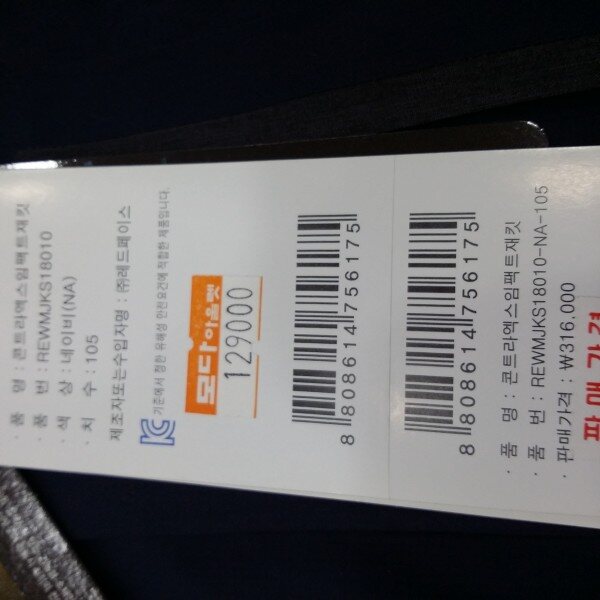 · 품 명 : 콘트라엑스임팩트재킷
· 품 번 : REWMJKS18010
· 색 상 : 네이비(NA)
· 치 수 : 105
제조자또는수입자명 : ㈜레드페이스
기준에서 정한 유해성 안전요건에 적합한 제품입니다.
모다아울렛
129000
8 808614 756175
8 808614 756175
· 품 명 : 콘트라엑스임팩트재킷
· 품 번 : REWMJKS18010-NA-105
· 판매가격 : ₩316,000
판매가격